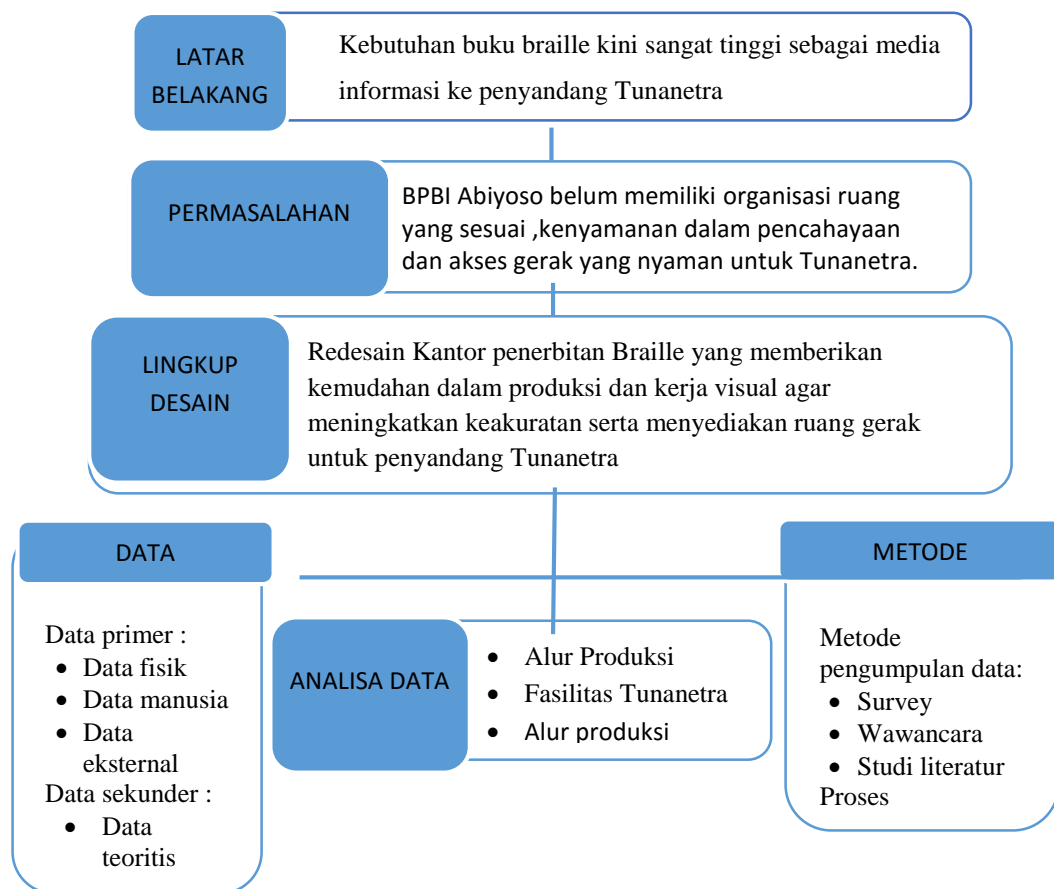 LATAR
BELAKANG
Kebutuhan buku braille kini sangat tinggi sebagai media
informasi ke penyandang Tunanetra
PERMASALAHAN
BPBI Abiyoso belum memiliki organisasi ruang
yang sesuai ,kenyamanan dalam pencahayaan
dan akses gerak yang nyaman untuk Tunanetra.
LINGKUP
DESAIN
Redesain Kantor penerbitan Braille yang memberikan
kemudahan dalam produksi dan kerja visual agar
meningkatkan keakuratan serta menyediakan ruang gerak
untuk penyandang Tunanetra
DATA
Data primer :
• Data fisik
• Data manusia
• Data
eksternal
Data sekunder :
• Data
teoritis
ANALISA DATA
• Alur Produksi
• Fasilitas Tunanetra
• Alur produksi
METODE
Metode
pengumpulan data:
• Survey
• Wawancara
• Studi literatur
Proses